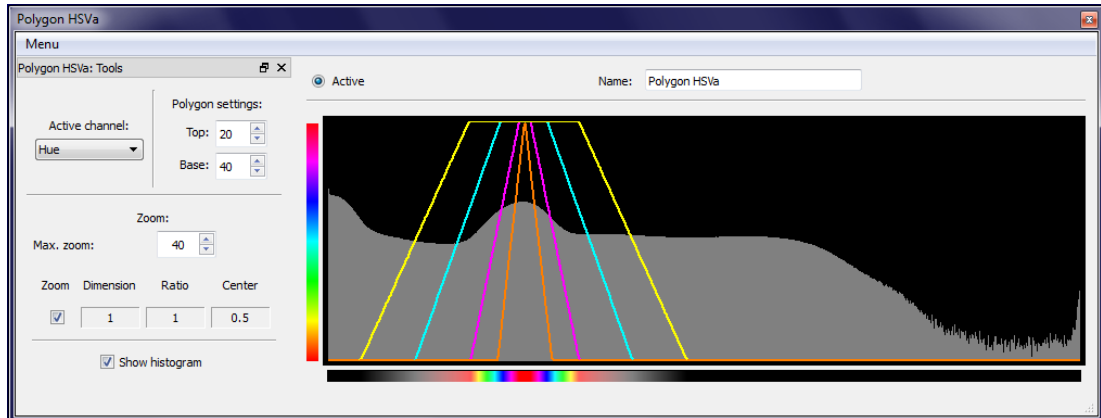 Polygon HSVa
Menu
Polygon HSVa: Tools
Active channel:
Hue
Polygon settings:
Top: 20
Base: 40
Zoom:
Max. zoom: 40
Zoom Dimension Ratio Center
1 1 0.5
Show histogram
Active Name: Polygon HSVa